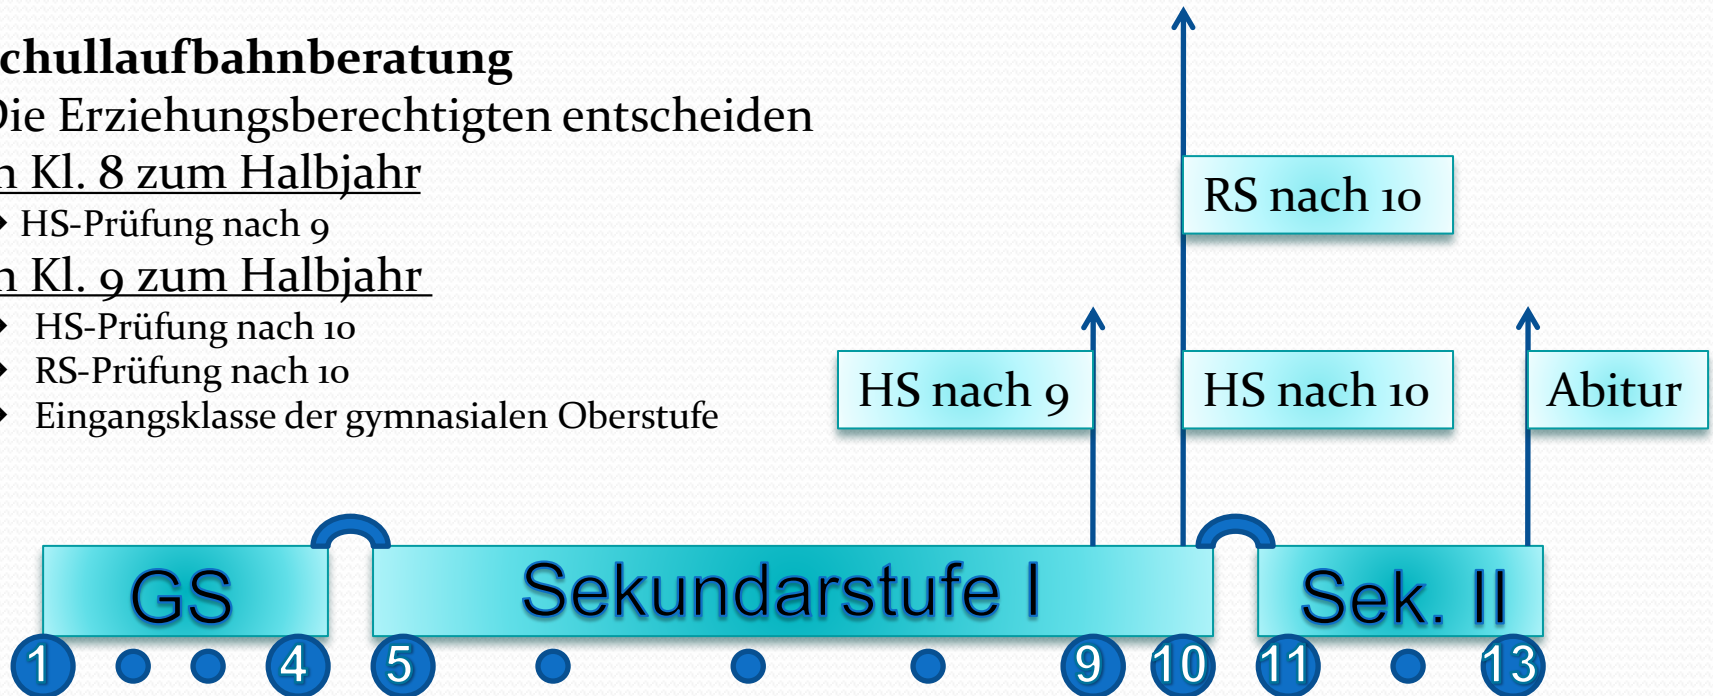 chullaufbahnberatung
Die Erziehungsberechtigten entscheiden
n Kl. 8 zum Halbjahr
HS-Prüfung nach 9
n Kl. 9 zum Halbjahr
HS-Prüfung nach 10
RS-Prüfung nach 10
Eingangsklasse der gymnasialen Oberstufe
RS nach 10
HS nach 9
HS nach 10
Abitur
GS
Sekundarstufe I
Sek. II
1 4 5 9 10 11 13